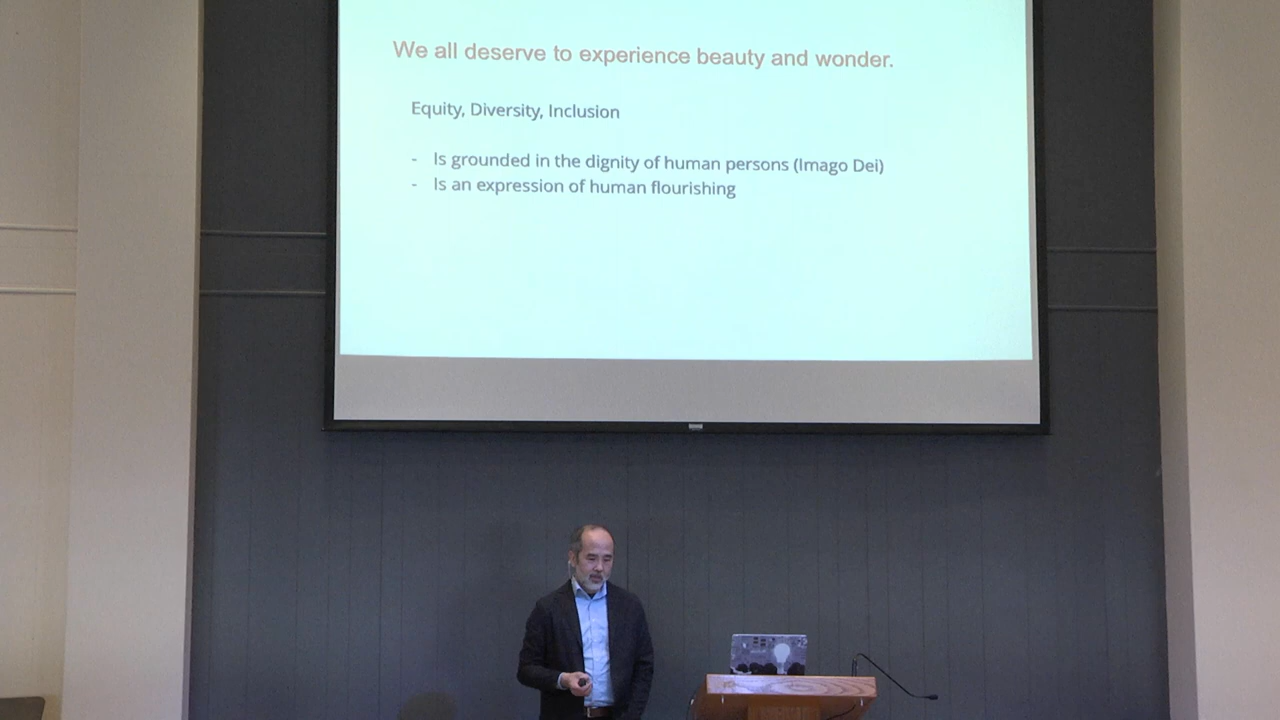 We all deserve to experience beauty and wonder.
Equity, Diversity, Inclusion
- Is grounded in the dignity of human persons (Imago Dei)
- Is an expression of human flourishing